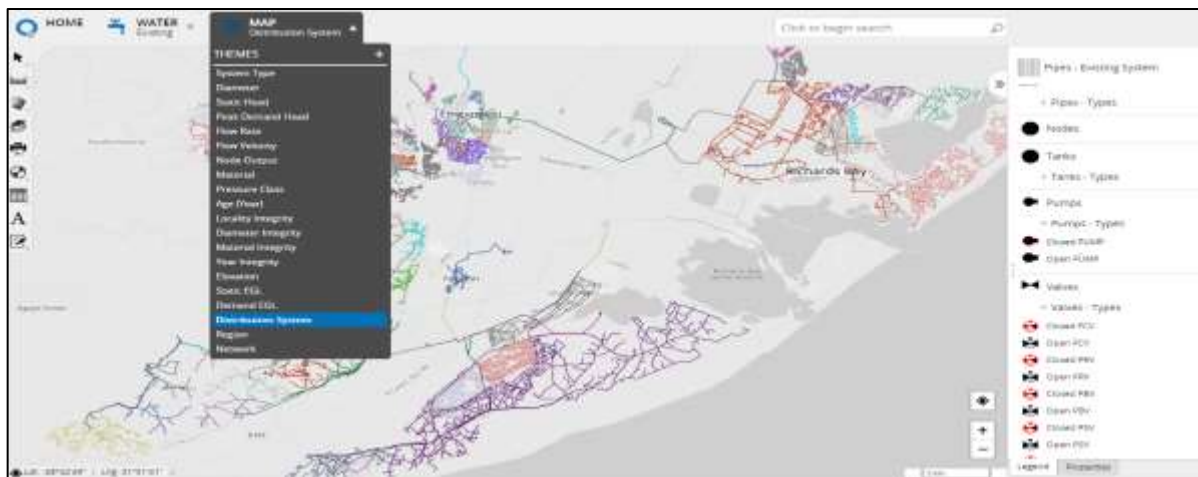 HOME
WATER
Existing
MAP
Distribution System
Click to begin search
THEMES +
System Type
Diameter
Static Head
Peak Demand Head
Flow Rate
Flow Velocity
Node Output
Material
Pressure Class
Age (Year)
Locality Integrity
Diameter Integrity
Material Integrity
Year Integrity
Elevation
Static EGL
Demand EGL
Distribution System
Region
Network
Empangeni
Richards Bay
A
Pipes - Existing System
Pipes - Types
Nodes
Tanks
Tanks - Types
Pumps
Pumps - Types
Closed PUMP
Open PUMP
Valves
Valves - Types
Closed FCV
Open FCV
Closed PRV
Open PRV
Closed PBV
Open PBV
Closed PSV
Open PSV
Legend
Properties